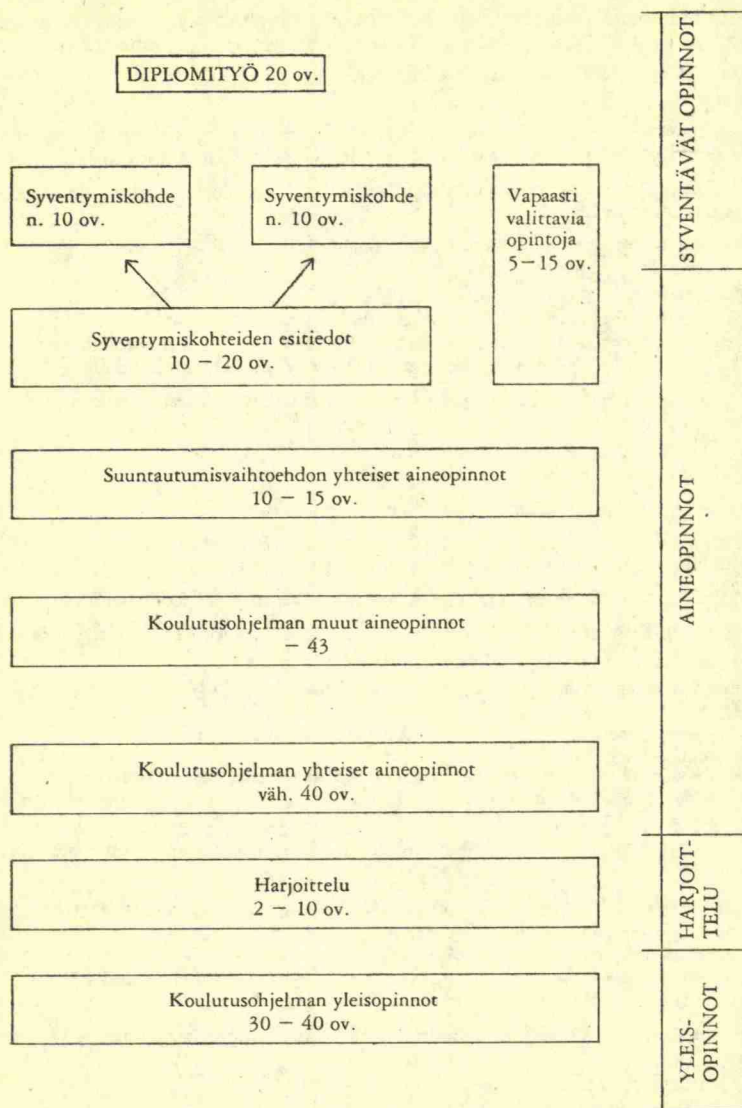 DIPLOMITYÖ 20 ov.
Syventymiskohde
n. 10 ov.
Syventymiskohde
n. 10 ov.
Vapaasti
valittavia
opintoja
5 – 15 ov.
Syventymiskohteiden esitiedot
10 – 20 ov.
Suuntautumisvaihtoehdon yhteiset aineopinnot
10 – 15 ov.
Koulutusohjelman muut aineopinnot
– 43
Koulutusohjelman yhteiset aineopinnot
väh. 40 ov.
Harjoittelu
2 – 10 ov.
Koulutusohjelman yleisopinnot
30 – 40 ov.
SYVENTÄVÄT OPINNOT
AINEOPINNOT
HARJOIT-
TELU
YLEIS-
OPINNOT